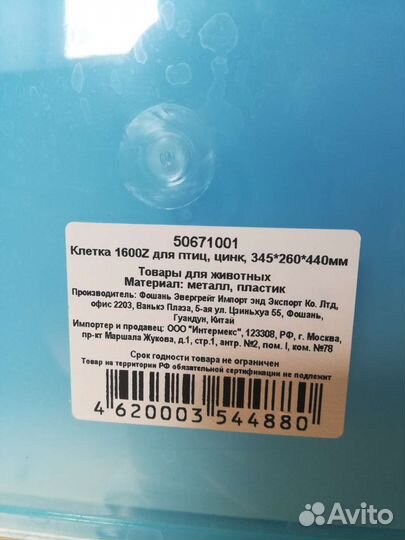 50671001
Клетка 1600Z для птиц, цинк, 345*260*440мм
Товары для животных
Материал: металл, пластик
Производитель: Фошань Эвергрейт Импорт энд Экспорт Ко. Лтд,
офис 2203, Ванькэ Плаза, 5-ая ул. Цзиньхуа 55, Фошань,
Гуандун, Китай
Импортер и продавец: ООО "Интермекс", 123308, РФ, г. Москва,
пр-кт Маршала Жукова, д.1, стр.1, антр. №2, пом. I, ком. №78
Срок годности товара не ограничен
Товар на территории РФ обязательной сертификации не подлежит
4 620003 544880
Avito